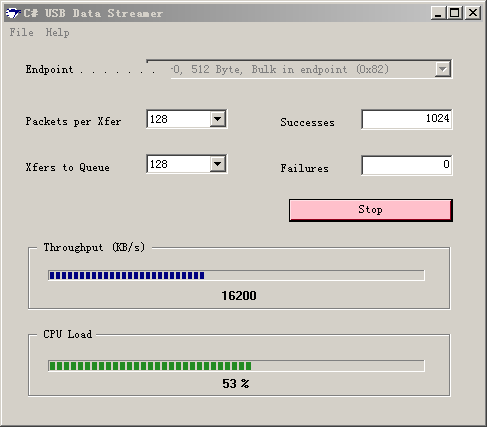 C# USB Data Streamer
File Help
Endpoint . . . . . . . -0, 512 Byte, Bulk in endpoint (0x82)
Packets per Xfer 128 Successes 1024
Xfers to Queue 128 Failures 0
Stop
Throughput (KB/s)
16200
CPU Load
53 %